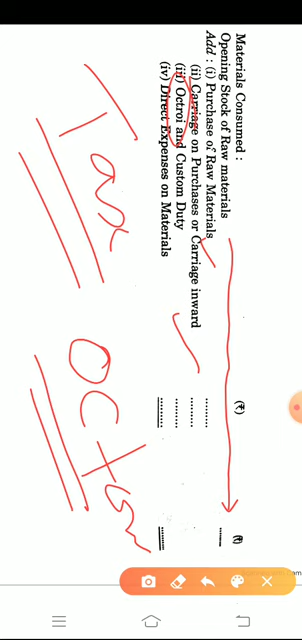 Materials Consumed :
(₹) (₹)
Opening Stock of Raw materials ........
Add : (i) Purchase of Raw Materials ........
(ii) Carriage on Purchases or Carriage inward ........
(iii) Octroi and Custom Duty ........
(iv) Direct Expenses on Materials ........ ........
Tax